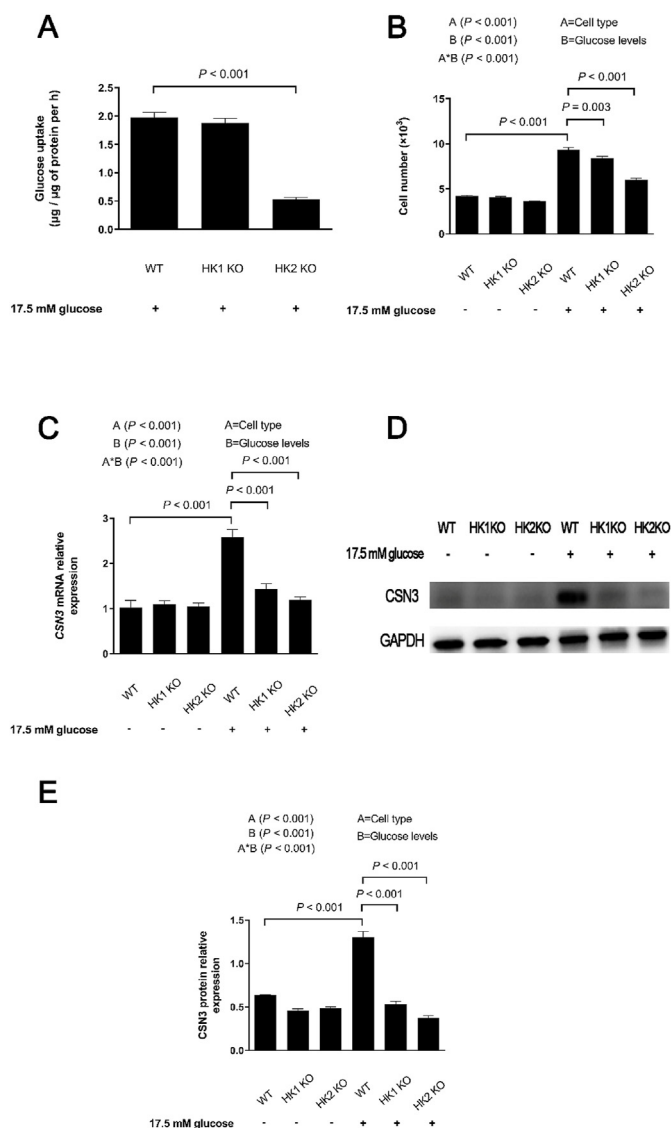 A
P < 0.001
Glucose uptake
(µg / µg of protein per h)
2.5
2.0
1.5
1.0
0.5
0.0
WT HK1 KO HK2 KO
17.5 mM glucose + + +
B
A (P < 0.001) A=Cell type
B (P < 0.001) B=Glucose levels
A*B (P < 0.001)
P < 0.001
P = 0.003
P < 0.001
Cell number (×10³)
15
10
5
0
WT HK1 KO HK2 KO WT HK1 KO HK2 KO
17.5 mM glucose - - - + + +
C
A (P < 0.001) A=Cell type
B (P < 0.001) B=Glucose levels
A*B (P < 0.001)
P < 0.001
P < 0.001
P < 0.001
CSN3 mRNA relative
expression
3
2
1
0
WT HK1 KO HK2 KO WT HK1 KO HK2 KO
17.5 mM glucose - - - + + +
D
WT HK1KO HK2KO WT HK1KO HK2KO
17.5 mM glucose - - - + + +
CSN3
GAPDH
E
A (P < 0.001) A=Cell type
B (P < 0.001) B=Glucose levels
A*B (P < 0.001)
P < 0.001
P < 0.001
P < 0.001
CSN3 protein relative
expression
1.5
1.0
0.5
0.0
WT HK1 KO HK2 KO WT HK1 KO HK2 KO
17.5 mM glucose - - - + + +